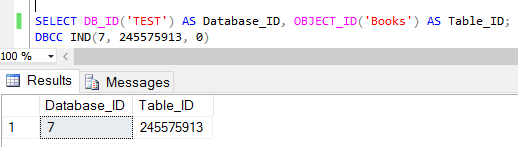 SELECT DB_ID('TEST') AS Database_ID, OBJECT_ID('Books') AS Table_ID;
DBCC IND(7, 245575913, 0)
100 %
Results Messages
Database_ID Table_ID
1 7 245575913